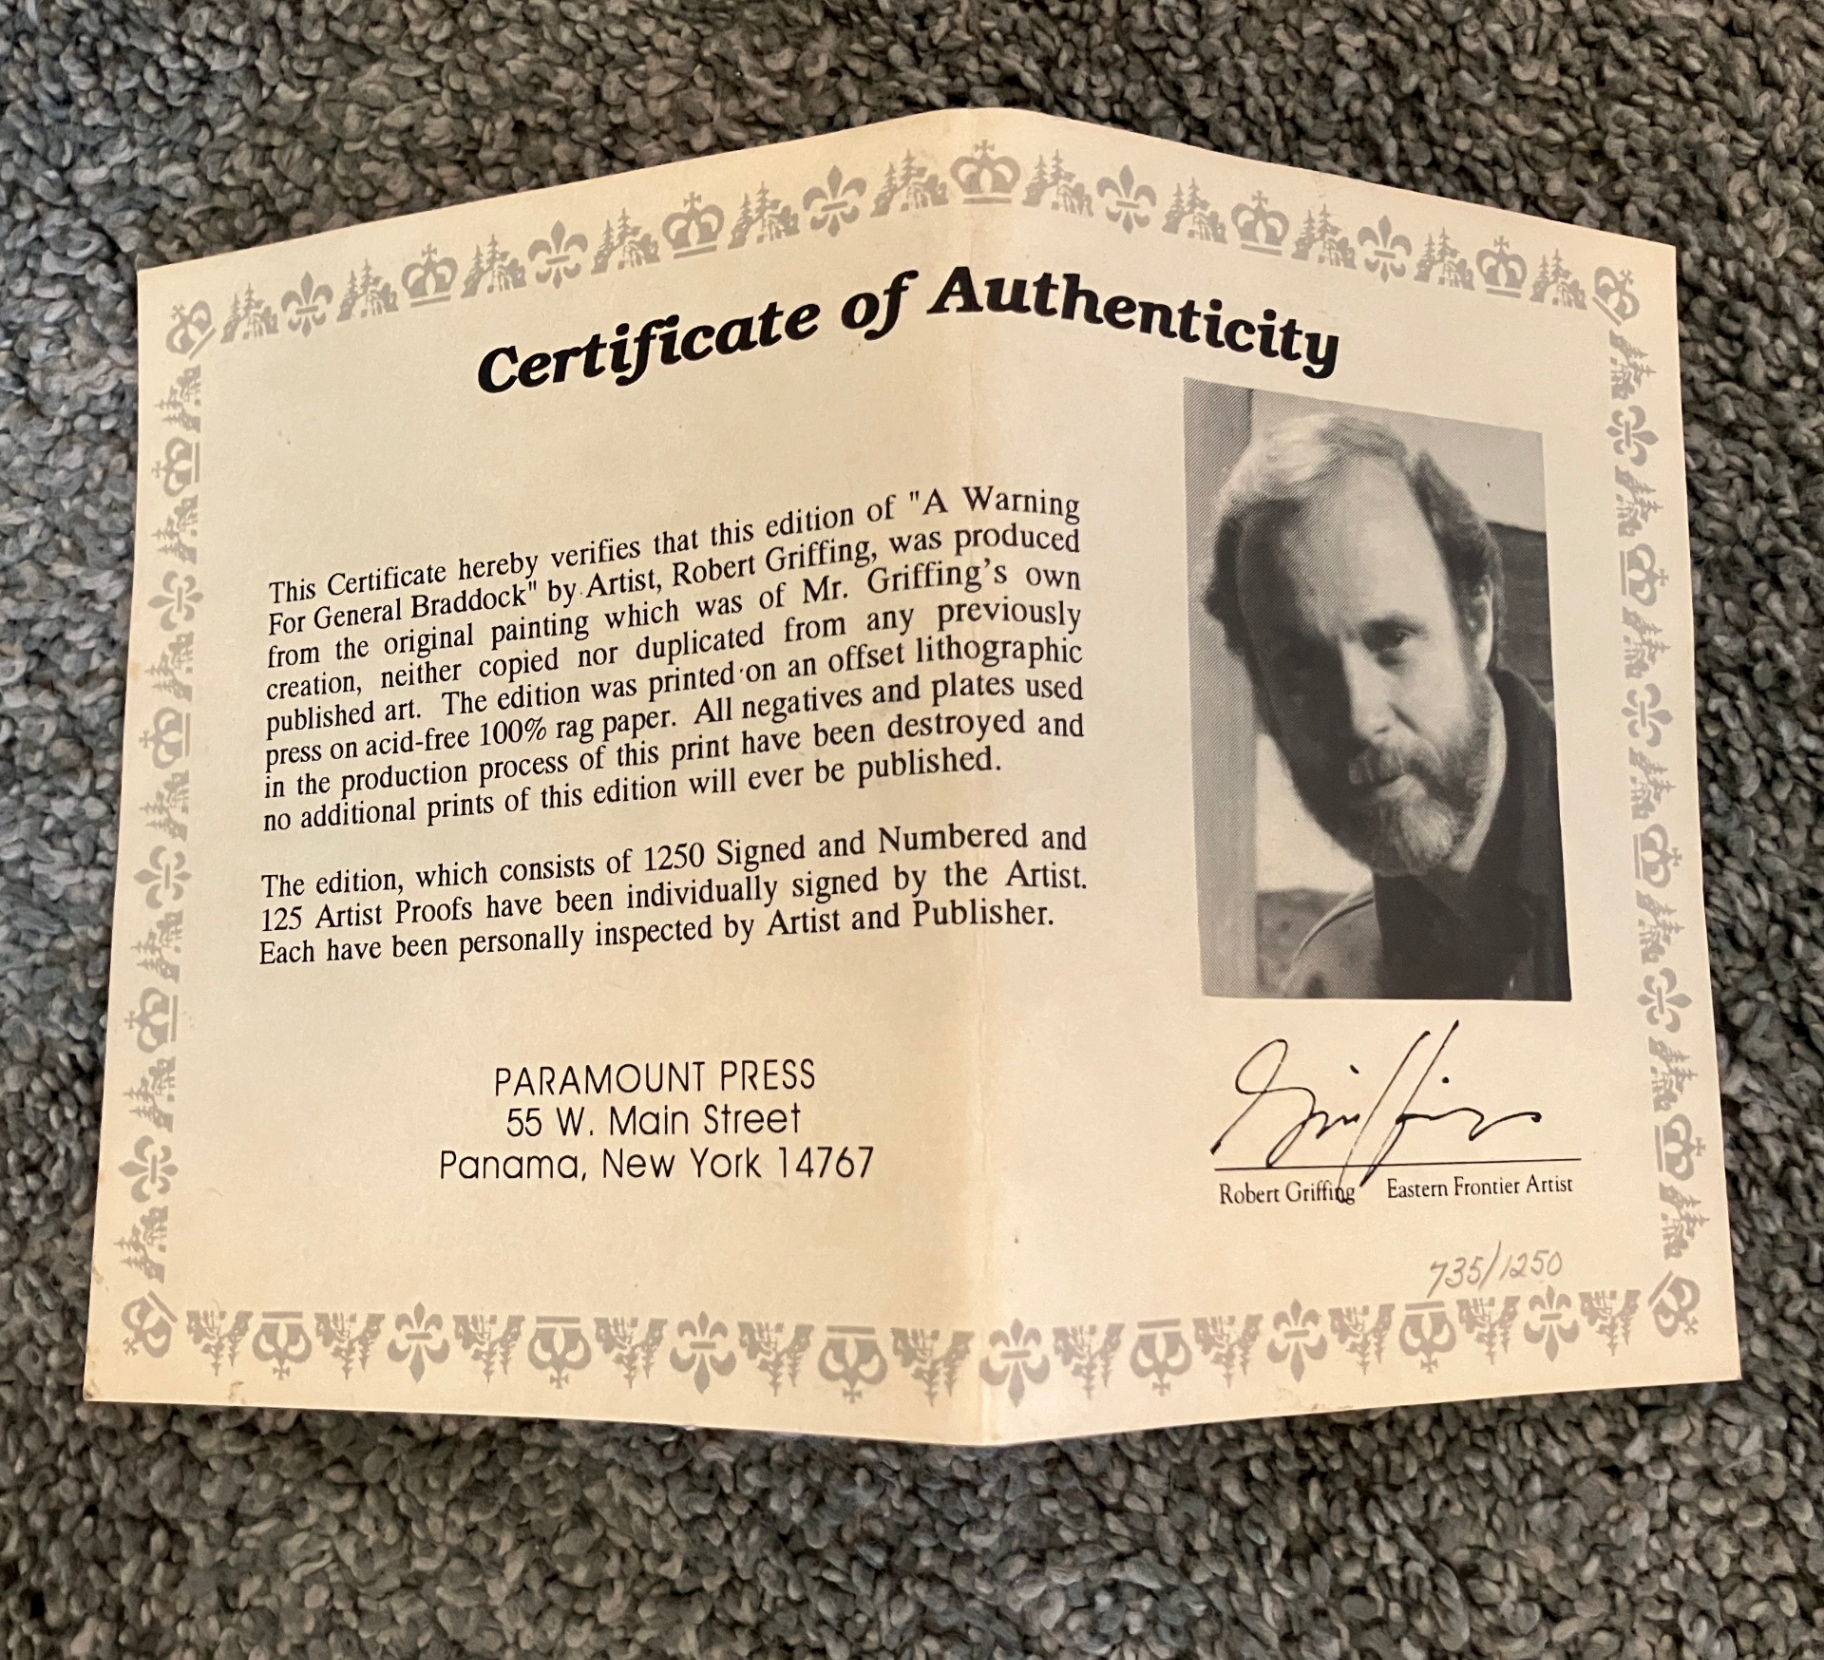 Certificate of Authenticity
This Certificate hereby verifies that this edition of "A Warning
For General Braddock" by Artist, Robert Griffing, was produced
from the original painting which was of Mr. Griffing's own
creation, neither copied nor duplicated from any previously
published art. The edition was printed on an offset lithographic
press on acid-free 100% rag paper. All negatives and plates used
in the production process of this print have been destroyed and
no additional prints of this edition will ever be published.
The edition, which consists of 1250 Signed and Numbered and
125 Artist Proofs have been individually signed by the Artist.
Each have been personally inspected by Artist and Publisher.
PARAMOUNT PRESS
55 W. Main Street
Panama, New York 14767
Griffing
Robert Griffing Eastern Frontier Artist
735/1250